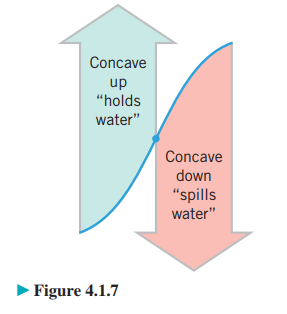 Concave
up
“holds
water”
Concave
down
“spills
water”
▶ Figure 4.1.7